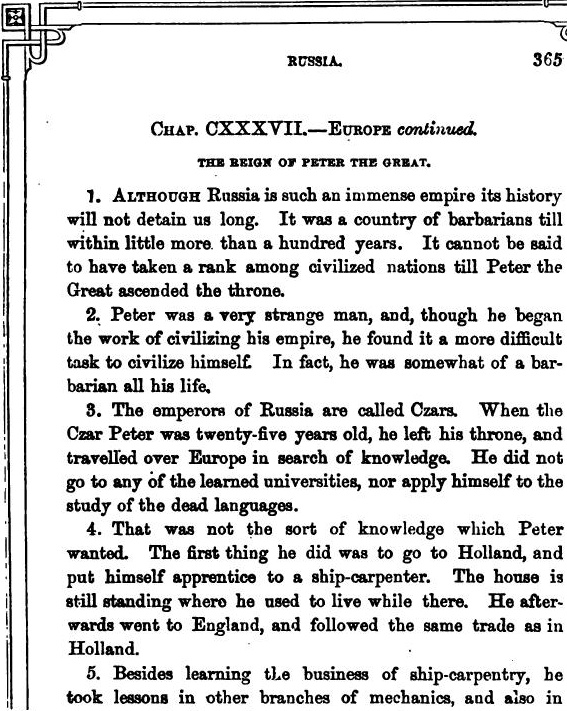 RUSSIA. 365
CHAP. CXXXVII.—EUROPE continued.
THE REIGN OF PETER THE GREAT.
1. ALTHOUGH Russia is such an immense empire its history
will not detain us long. It was a country of barbarians till
within little more than a hundred years. It cannot be said
to have taken a rank among civilized nations till Peter the
Great ascended the throne.
2. Peter was a very strange man, and, though he began
the work of civilizing his empire, he found it a more difficult
task to civilize himself. In fact, he was somewhat of a bar-
barian all his life.
3. The emperors of Russia are called Czars. When the
Czar Peter was twenty-five years old, he left his throne, and
travelled over Europe in search of knowledge. He did not
go to any of the learned universities, nor apply himself to the
study of the dead languages.
4. That was not the sort of knowledge which Peter
wanted. The first thing he did was to go to Holland, and
put himself apprentice to a ship-carpenter. The house is
still standing where he used to live while there. He after-
wards went to England, and followed the same trade as in
Holland.
5. Besides learning the business of ship-carpentry, he
took lessons in other branches of mechanics, and also in